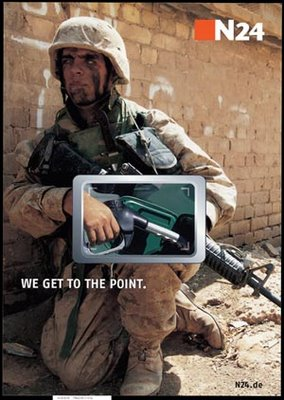 N24
WE GET TO THE POINT.
N24.de